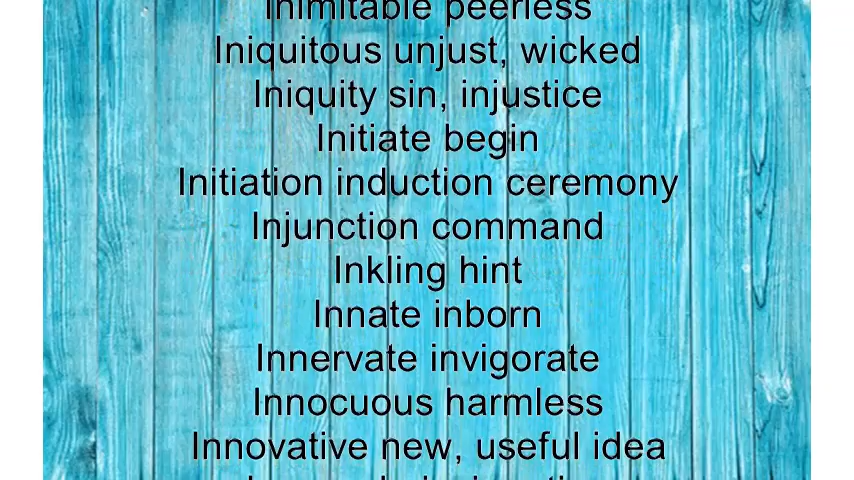 Inimitable peerless
Iniquitous unjust, wicked
Iniquity sin, injustice
Initiate begin
Initiation induction ceremony
Injunction command
Inkling hint
Innate inborn
Innervate invigorate
Innocuous harmless
Innovative new, useful idea